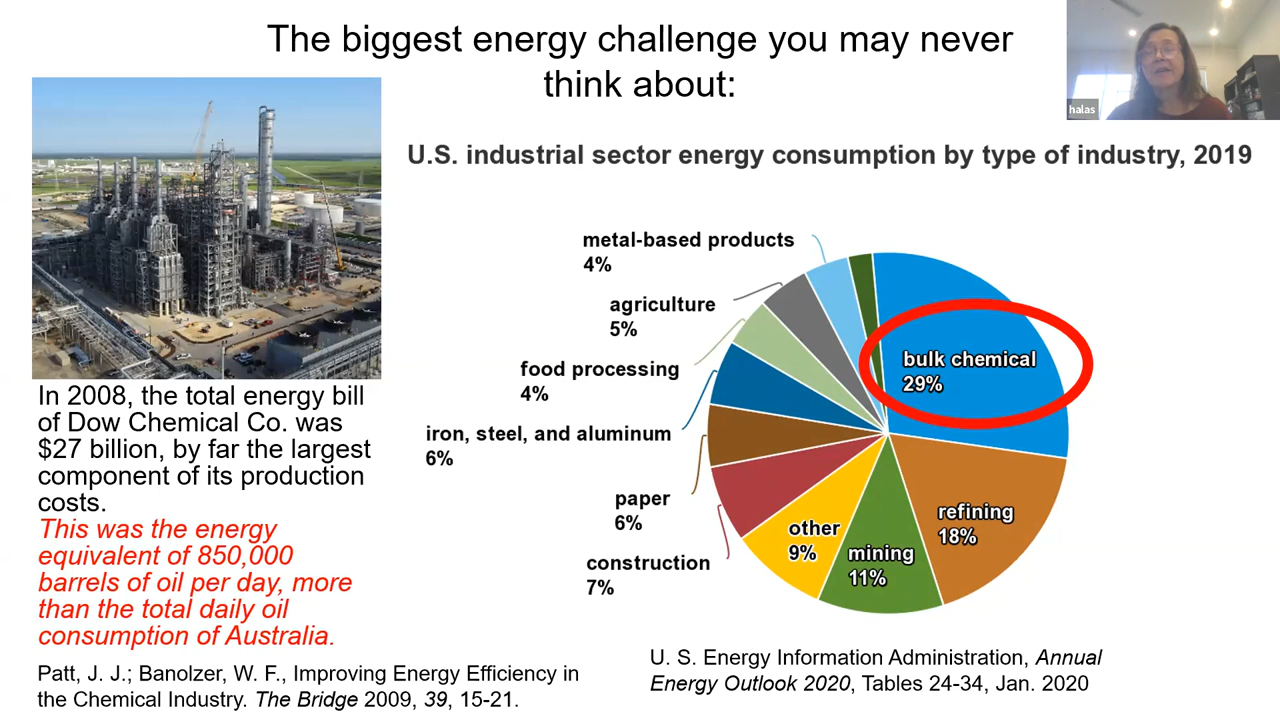 The biggest energy challenge you may never
think about:
halas
U.S. industrial sector energy consumption by type of industry, 2019
metal-based products
4%
agriculture
5%
food processing
4%
iron, steel, and aluminum
6%
paper
6%
construction
7%
other
9%
mining
11%
refining
18%
bulk chemical
29%
In 2008, the total energy bill
of Dow Chemical Co. was
$27 billion, by far the largest
component of its production
costs.
This was the energy
equivalent of 850,000
barrels of oil per day, more
than the total daily oil
consumption of Australia.
Patt, J. J.; Banolzer, W. F., Improving Energy Efficiency in
the Chemical Industry. The Bridge 2009, 39, 15-21.
U. S. Energy Information Administration, Annual
Energy Outlook 2020, Tables 24-34, Jan. 2020